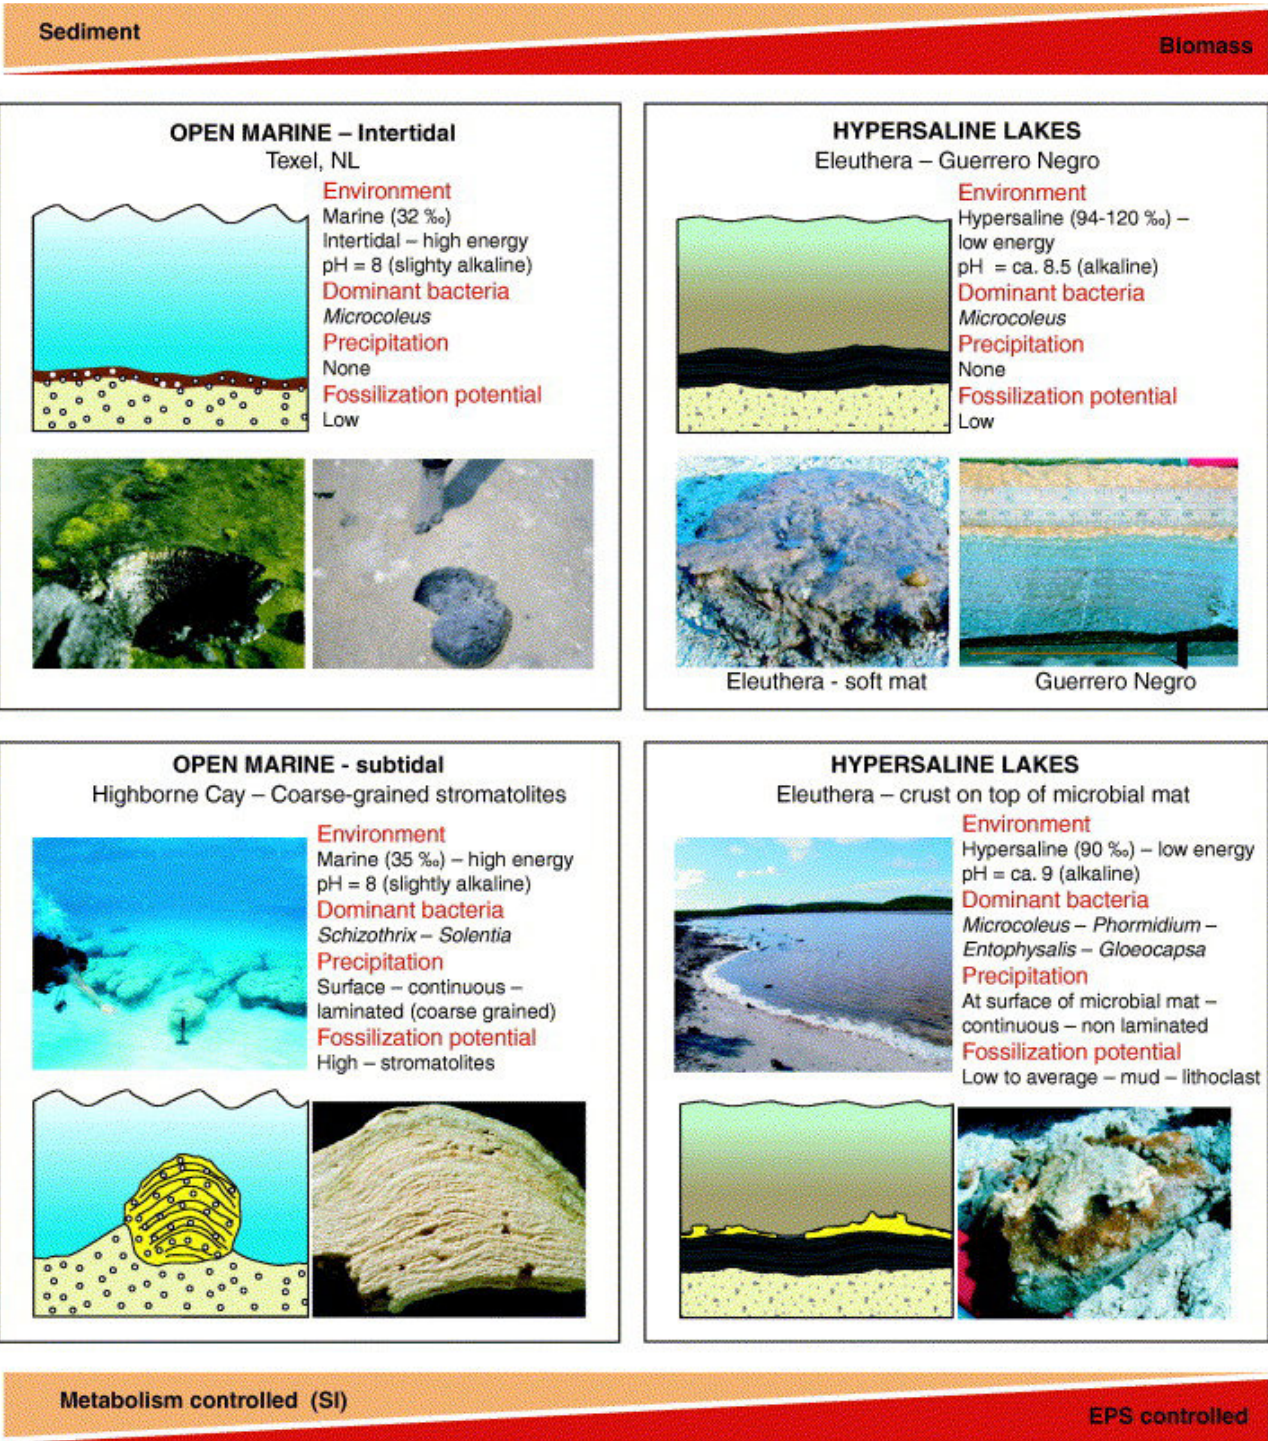 Sediment
Biomass
OPEN MARINE – Intertidal
Texel, NL
Environment
Marine (32 ‰)
Intertidal – high energy
pH = 8 (slighty alkaline)
Dominant bacteria
Microcoleus
Precipitation
None
Fossilization potential
Low
HYPERSALINE LAKES
Eleuthera – Guerrero Negro
Environment
Hypersaline (94-120 ‰) –
low energy
pH = ca. 8.5 (alkaline)
Dominant bacteria
Microcoleus
Precipitation
None
Fossilization potential
Low
Eleuthera - soft mat
Guerrero Negro
OPEN MARINE - subtidal
Highborne Cay – Coarse-grained stromatolites
Environment
Marine (35 ‰) – high energy
pH = 8 (slightly alkaline)
Dominant bacteria
Schizothrix – Solentia
Precipitation
Surface – continuous –
laminated (coarse grained)
Fossilization potential
High – stromatolites
HYPERSALINE LAKES
Eleuthera – crust on top of microbial mat
Environment
Hypersaline (90 ‰) – low energy
pH = ca. 9 (alkaline)
Dominant bacteria
Microcoleus – Phormidium –
Entophysalis – Gloeocapsa
Precipitation
At surface of microbial mat –
continuous – non laminated
Fossilization potential
Low to average – mud – lithoclast
Metabolism controlled (SI)
EPS controlled